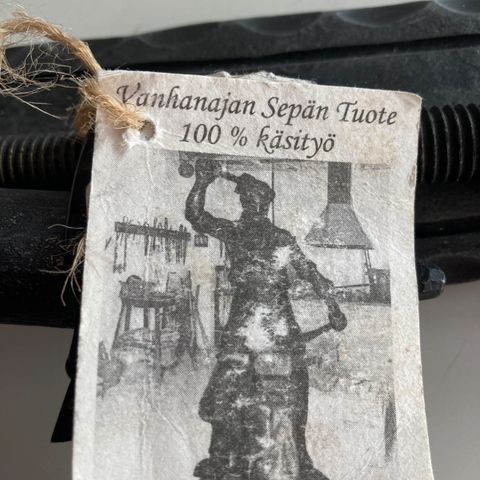 Vanhanajan Sepän Tuote
100 % käsityö